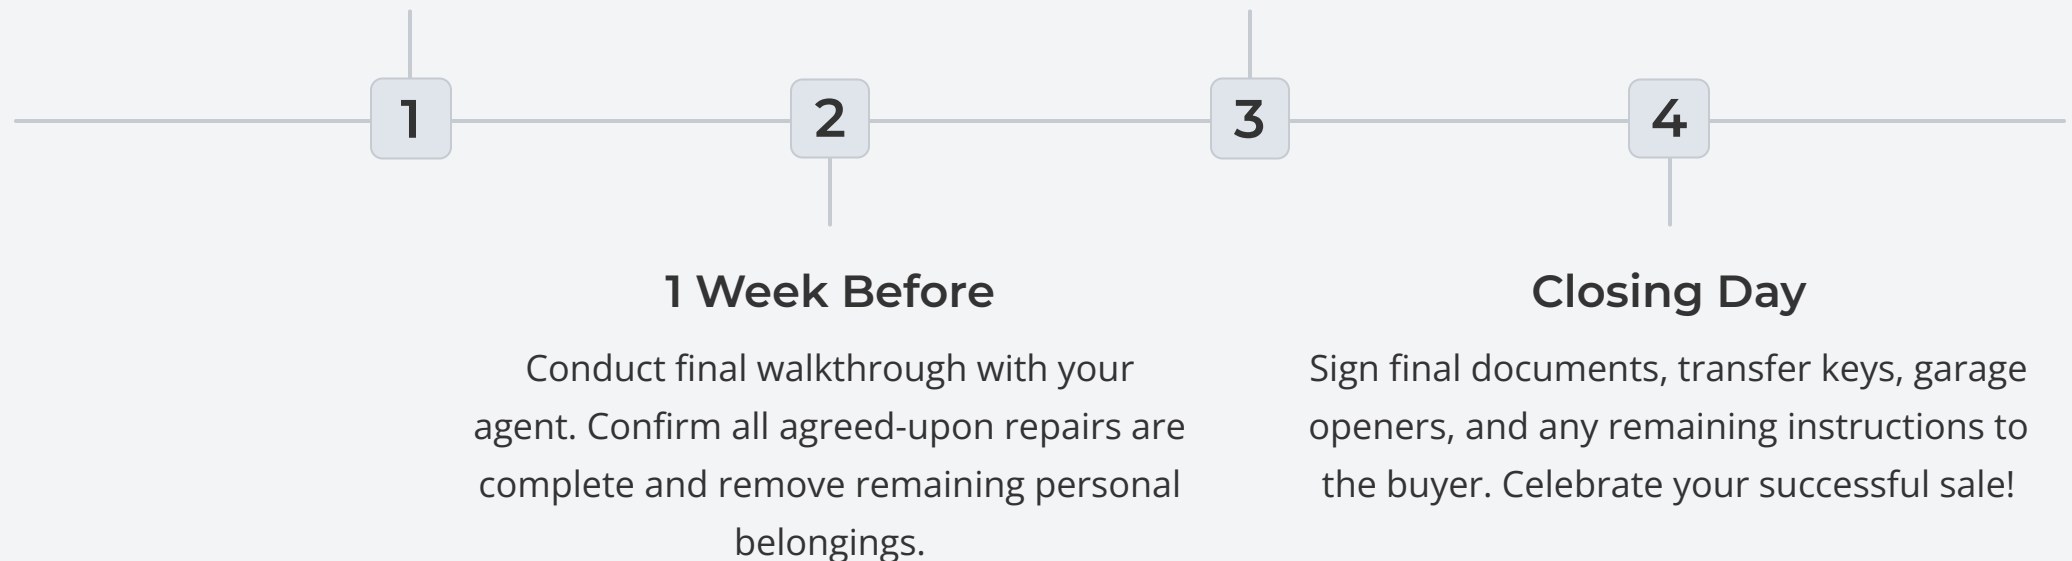 1
2
3
4
1 Week Before
Conduct final walkthrough with your
agent. Confirm all agreed-upon repairs are
complete and remove remaining personal
belongings.
Closing Day
Sign final documents, transfer keys, garage
openers, and any remaining instructions to
the buyer. Celebrate your successful sale!